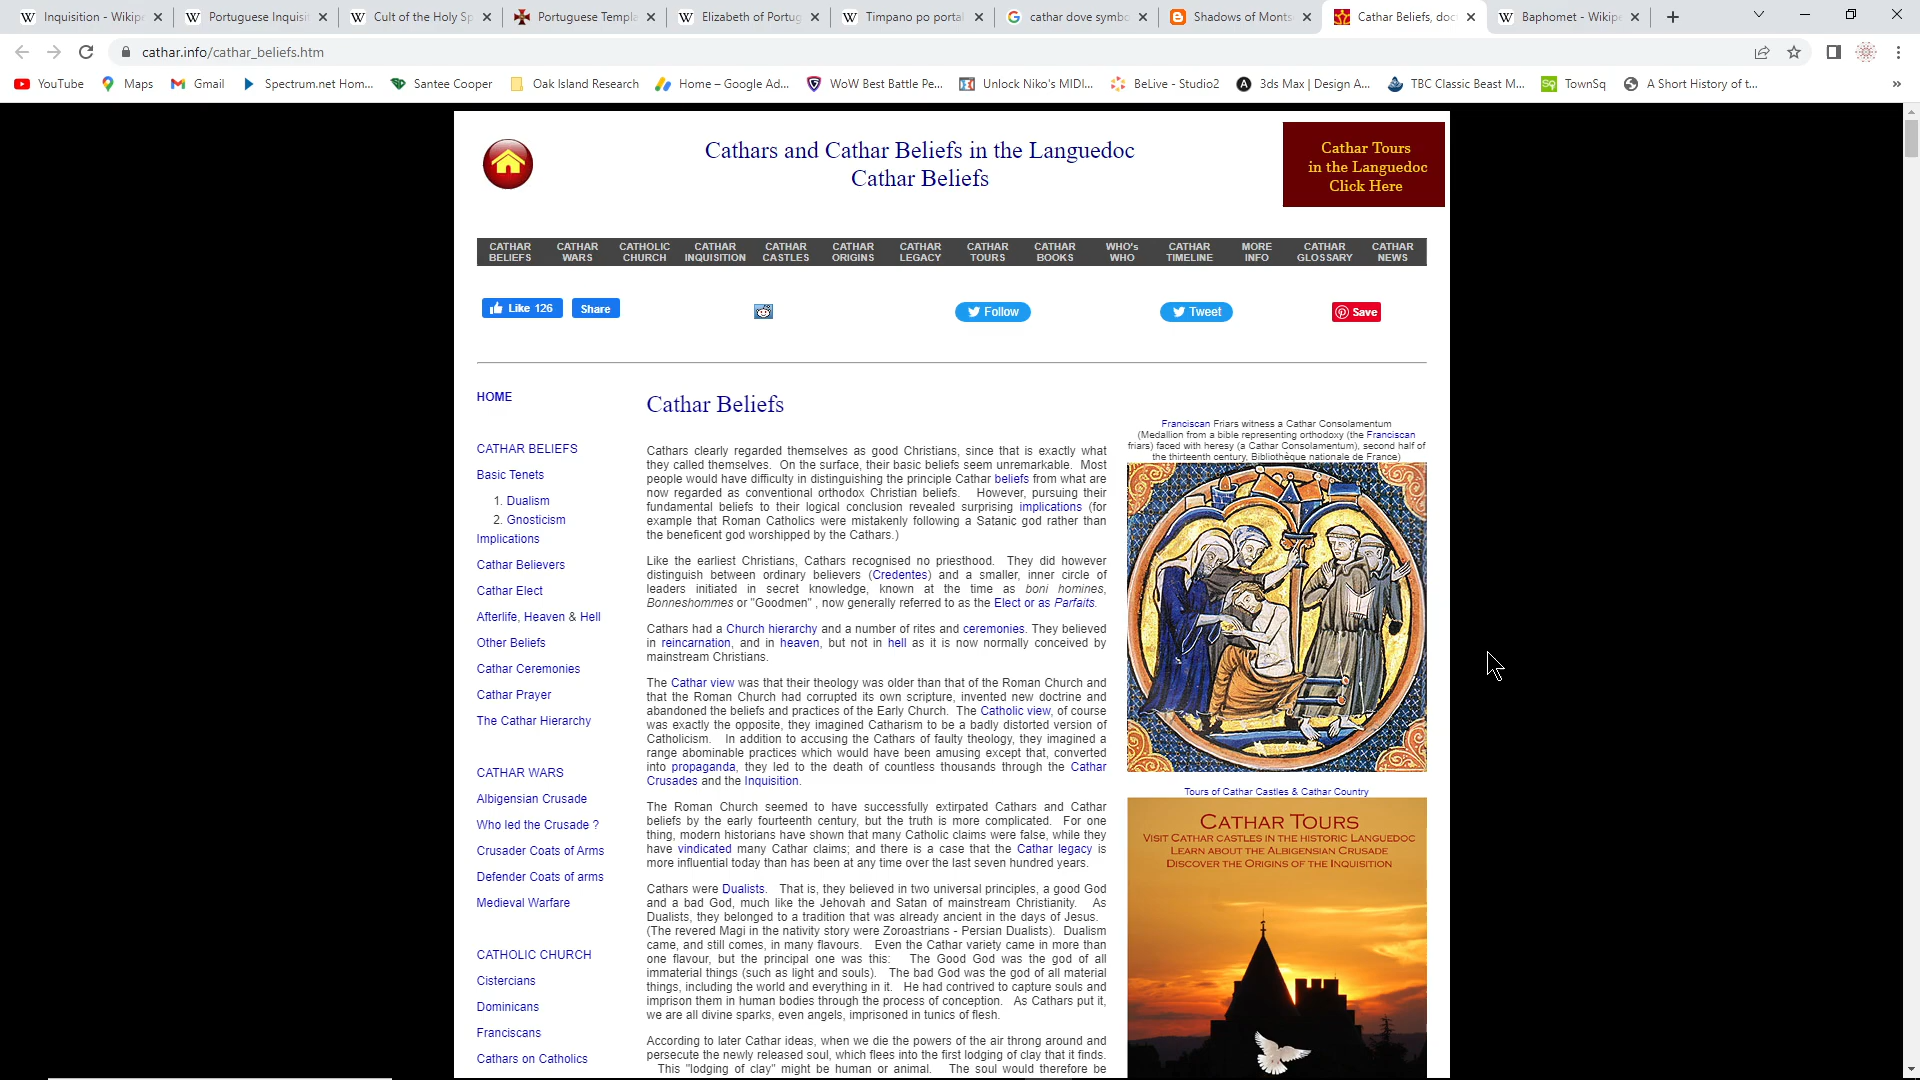 Inquisition - Wikip
Portuguese Inquisit
Cult of the Holy Sp
Portuguese Templa
Elizabeth of Portug
Timpano po portal
cathar dove symbo
Shadows of Monts
Cathar Beliefs, doc
Baphomet - Wikipe
cathar.info/cathar_beliefs.htm
YouTube
Maps
Gmail
Spectrum.net Hom...
Santee Cooper
Oak Island Research
Home – Google Ad...
WoW Best Battle Pe...
Unlock Niko's MIDI...
BeLive - Studio2
3ds Max | Design A...
TBC Classic Beast M...
TownSq
A Short History of t...
»
Cathars and Cathar Beliefs in the Languedoc
Cathar Beliefs
Cathar Tours
in the Languedoc
Click Here
CATHAR BELIEFS
CATHAR WARS
CATHOLIC CHURCH
CATHAR INQUISITION
CATHAR CASTLES
CATHAR ORIGINS
CATHAR LEGACY
CATHAR TOURS
CATHAR BOOKS
WHO's WHO
CATHAR TIMELINE
MORE INFO
CATHAR GLOSSARY
CATHAR NEWS
Like 126
Share
Follow
Tweet
Save
HOME
CATHAR BELIEFS
Basic Tenets
1. Dualism
2. Gnosticism
Implications
Cathar Believers
Cathar Elect
Afterlife, Heaven & Hell
Other Beliefs
Cathar Ceremonies
Cathar Prayer
The Cathar Hierarchy
CATHAR WARS
Albigensian Crusade
Who led the Crusade ?
Crusader Coats of Arms
Defender Coats of arms
Medieval Warfare
CATHOLIC CHURCH
Cistercians
Dominicans
Franciscans
Cathars on Catholics
Cathar Beliefs
Cathars clearly regarded themselves as good Christians, since that is exactly what
they called themselves. On the surface, their basic beliefs seem unremarkable. Most
people would have difficulty in distinguishing the principle Cathar beliefs from what are
now regarded as conventional orthodox Christian beliefs. However, pursuing their
fundamental beliefs to their logical conclusion revealed surprising implications (for
example that Roman Catholics were mistakenly following a Satanic god rather than
the beneficent god worshipped by the Cathars.)
Like the earliest Christians, Cathars recognised no priesthood. They did however
distinguish between ordinary believers (Credentes) and a smaller, inner circle of
leaders initiated in secret knowledge, known at the time as boni homines,
Bonneshommes or "Goodmen" , now generally referred to as the Elect or as Parfaits.
Cathars had a Church hierarchy and a number of rites and ceremonies. They believed
in reincarnation, and in heaven, but not in hell as it is now normally conceived by
mainstream Christians.
The Cathar view was that their theology was older than that of the Roman Church and
that the Roman Church had corrupted its own scripture, invented new doctrine and
abandoned the beliefs and practices of the Early Church. The Catholic view, of course
was exactly the opposite, they imagined Catharism to be a badly distorted version of
Catholicism. In addition to accusing the Cathars of faulty theology, they imagined a
range abominable practices which would have been amusing except that, converted
into propaganda, they led to the death of countless thousands through the Cathar
Crusades and the Inquisition.
The Roman Church seemed to have successfully extirpated Cathars and Cathar
beliefs by the early fourteenth century, but the truth is more complicated. For one
thing, modern historians have shown that many Catholic claims were false, while they
have vindicated many Cathar claims; and there is a case that the Cathar legacy is
more influential today than has been at any time over the last seven hundred years.
Cathars were Dualists. That is, they believed in two universal principles, a good God
and a bad God, much like the Jehovah and Satan of mainstream Christianity. As
Dualists, they belonged to a tradition that was already ancient in the days of Jesus.
(The revered Magi in the nativity story were Zoroastrians - Persian Dualists). Dualism
came, and still comes, in many flavours. Even the Cathar variety came in more than
one flavour, but the principal one was this: The Good God was the god of all
immaterial things (such as light and souls). The bad God was the god of all material
things, including the world and everything in it. He had contrived to capture souls and
imprison them in human bodies through the process of conception. As Cathars put it,
we are all divine sparks, even angels, imprisoned in tunics of flesh.
According to later Cathar ideas, when we die the powers of the air throng around and
persecute the newly released soul, which flees into the first lodging of clay that it finds.
This "lodging of clay" might be human or animal. The soul would therefore be
Franciscan Friars witness a Cathar Consolamentum
(Medallion from a bible representing orthodoxy (the Franciscan
friars) faced with heresy (a Cathar Consolamentum), second half of
the thirteenth century, Bibliothèque nationale de France)
Tours of Cathar Castles & Cathar Country
CATHAR TOURS
VISIT CATHAR CASTLES IN THE HISTORIC LANGUEDOC
LEARN ABOUT THE ALBIGENSIAN CRUSADE
DISCOVER THE ORIGINS OF THE INQUISITION